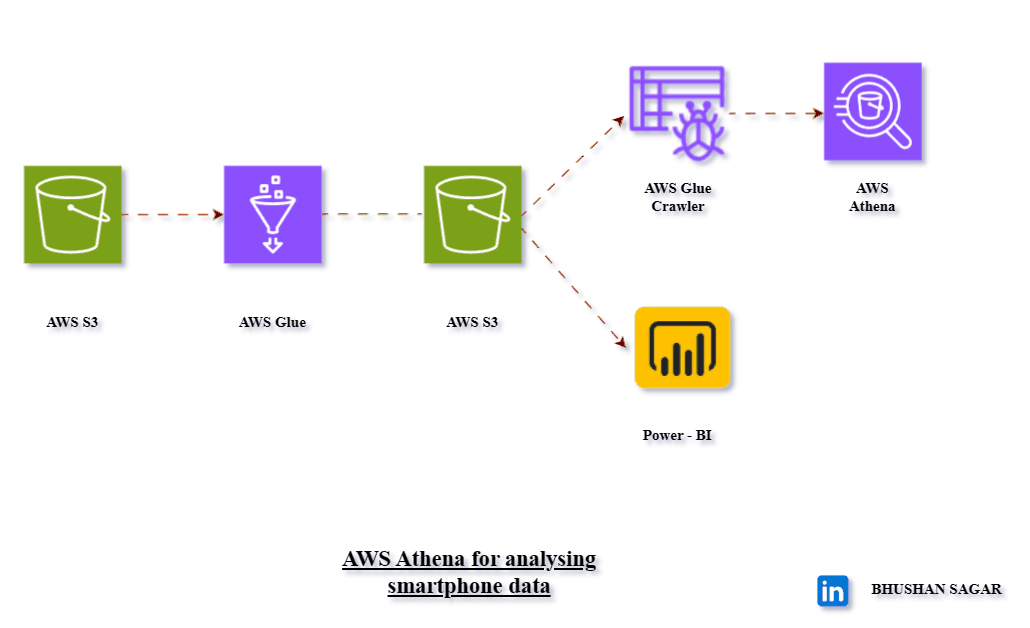 AWS S3
AWS Glue
AWS S3
AWS Glue
Crawler
AWS
Athena
Power - BI
AWS Athena for analysing
smartphone data
in
BHUSHAN SAGAR